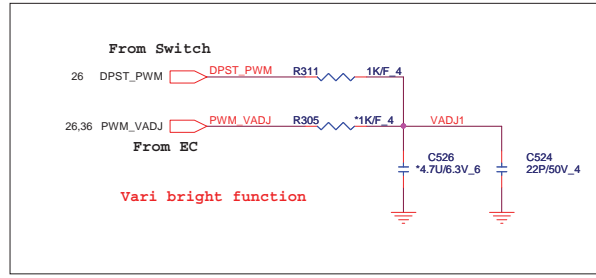 From Switch
26 DPST_PWM DPST_PWM R311 1K/F_4
26,36 PWM_VADJ PWM_VADJ R305 *1K/F_4 VADJ1
From EC
C526 C524
*4.7U/6.3V_6 22P/50V_4
Vari bright function